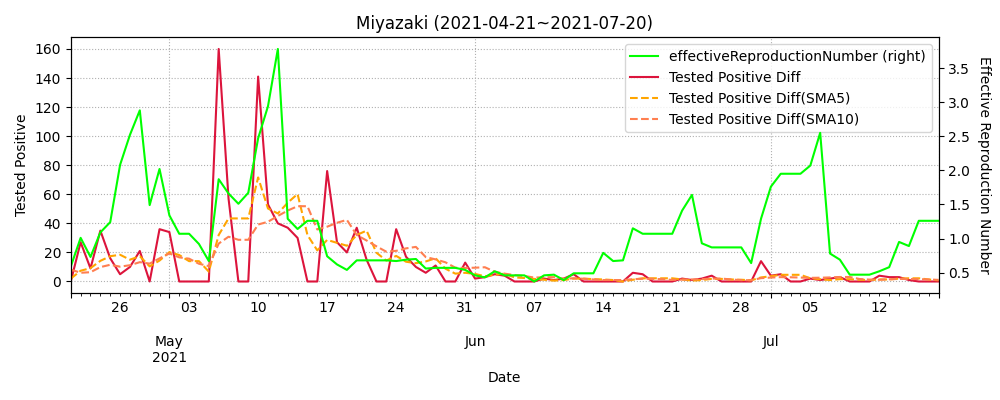 Miyazaki (2021-04-21~2021-07-20)
effectiveReproductionNumber (right)
Tested Positive Diff
Tested Positive Diff(SMA5)
Tested Positive Diff(SMA10)
Tested Positive
160
140
120
100
80
60
40
20
0
3.5
3.0
2.5
2.0
1.5
1.0
0.5
Effective Reproduction Number
26 03 10 17 24 31 07 14 21 28 05 12
May Jun Jul
2021
Date